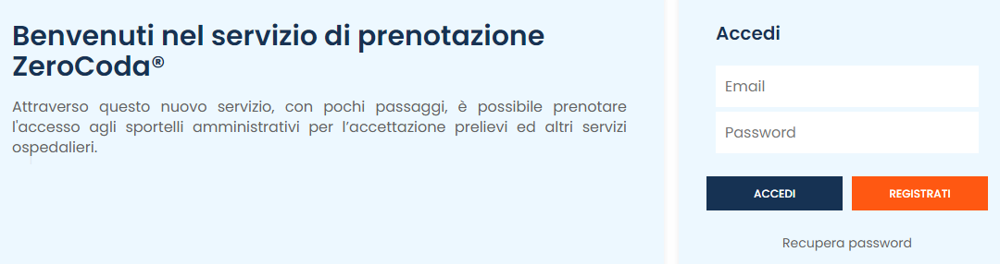 Benvenuti nel servizio di prenotazione
ZeroCoda®
Attraverso questo nuovo servizio, con pochi passaggi, è possibile prenotare
l'accesso agli sportelli amministrativi per l’accettazione prelievi ed altri servizi
ospedalieri.
Accedi
Email
Password
ACCEDI
REGISTRATI
Recupera password